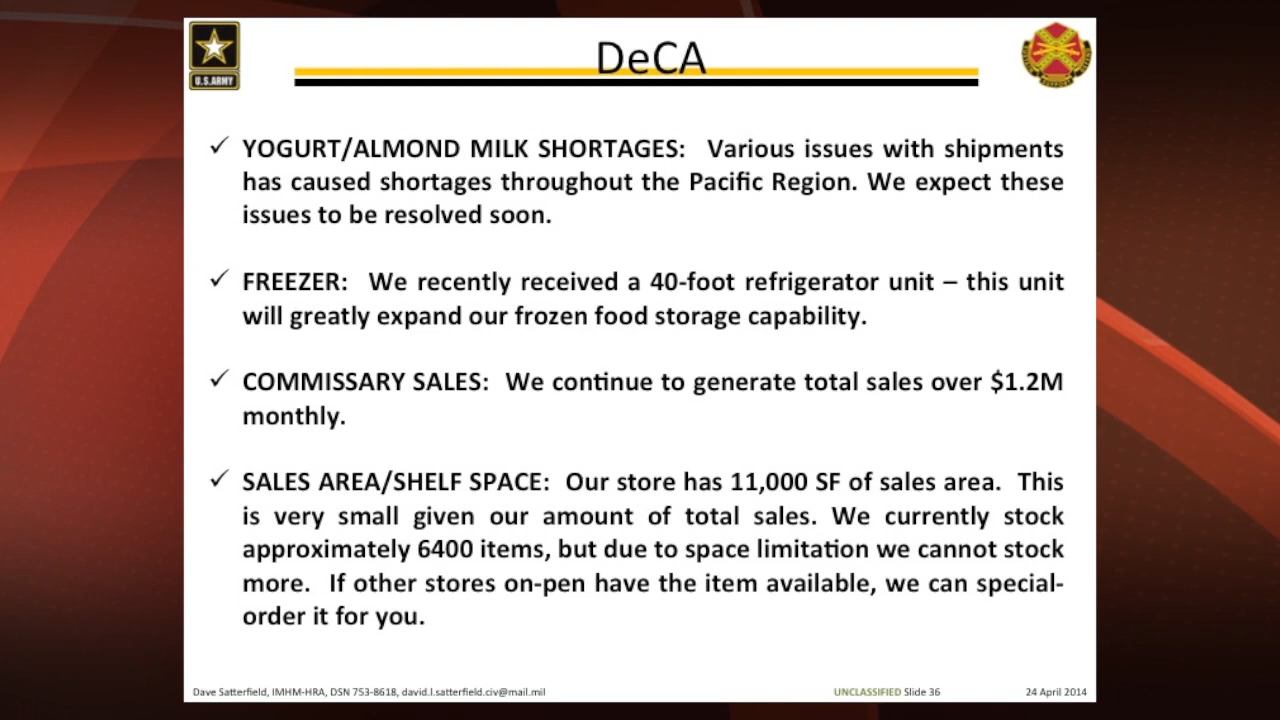 DeCA
U.S.ARMY
✓ YOGURT/ALMOND MILK SHORTAGES: Various issues with shipments
has caused shortages throughout the Pacific Region. We expect these
issues to be resolved soon.
✓ FREEZER: We recently received a 40-foot refrigerator unit – this unit
will greatly expand our frozen food storage capability.
✓ COMMISSARY SALES: We continue to generate total sales over $1.2M
monthly.
✓ SALES AREA/SHELF SPACE: Our store has 11,000 SF of sales area. This
is very small given our amount of total sales. We currently stock
approximately 6400 items, but due to space limitation we cannot stock
more. If other stores on-pen have the item available, we can special-
order it for you.
Dave Satterfield, IMHM-HRA, DSN 753-8618, david.l.satterfield.civ@mail.mil UNCLASSIFIED Slide 36 24 April 2014